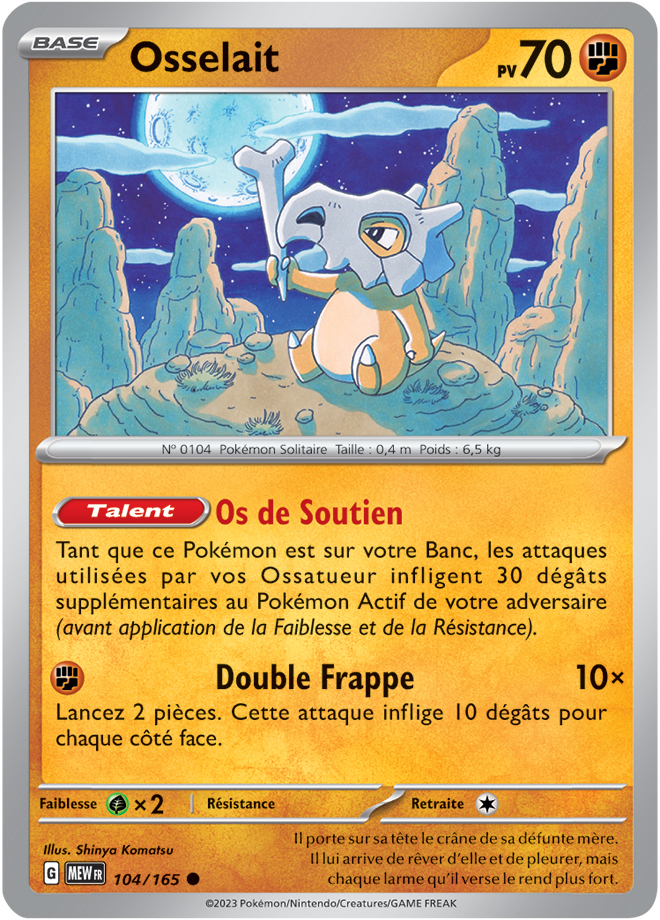 BASE
Osselait
PV 70
Nº 0104 Pokémon Solitaire Taille : 0,4 m Poids : 6,5 kg
Talent Os de Soutien
Tant que ce Pokémon est sur votre Banc, les attaques
utilisées par vos Ossatueur infligent 30 dégâts
supplémentaires au Pokémon Actif de votre adversaire
(avant application de la Faiblesse et de la Résistance).
Double Frappe 10×
Lancez 2 pièces. Cette attaque inflige 10 dégâts pour
chaque côté face.
Faiblesse ×2 Résistance Retraite
Illus. Shinya Komatsu
G MEW FR 104/165
Il porte sur sa tête le crâne de sa défunte mère.
Il lui arrive de rêver d'elle et de pleurer, mais
chaque larme qu'il verse le rend plus fort.
©2023 Pokémon/Nintendo/Creatures/GAME FREAK